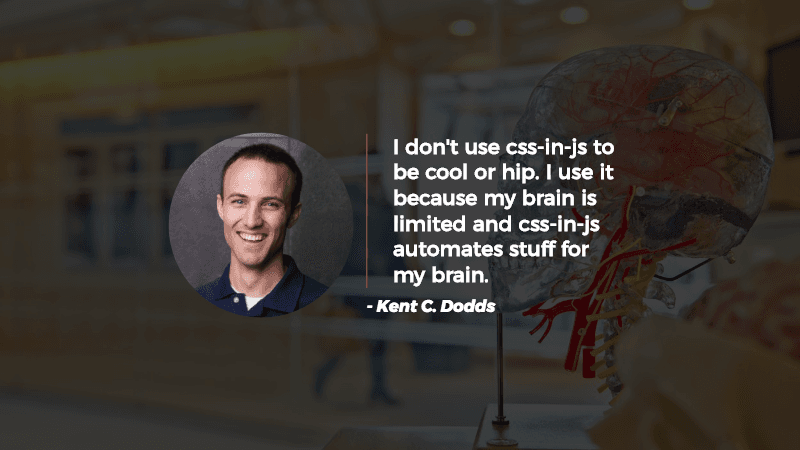 I don't use css-in-js to
be cool or hip. I use it
because my brain is
limited and css-in-js
automates stuff for
my brain.
- Kent C. Dodds